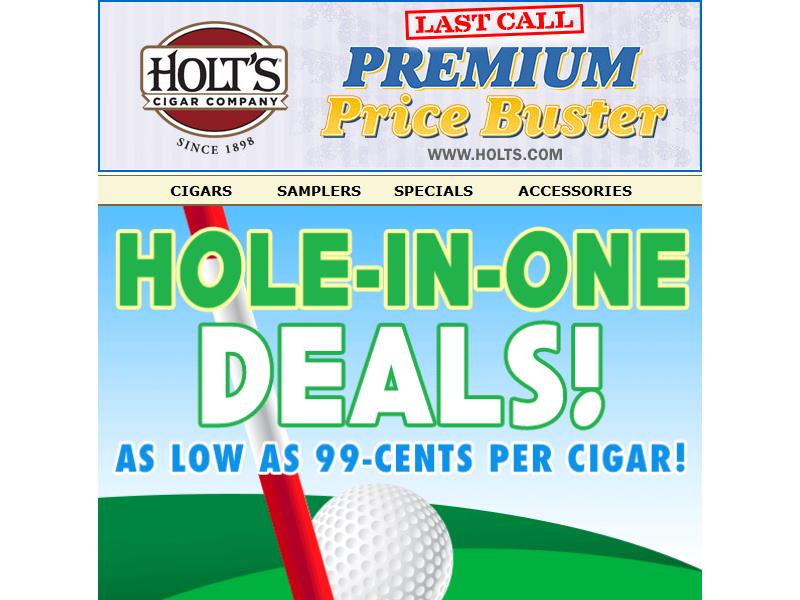 LAST CALL
HOLT'S
CIGAR COMPANY
SINCE 1898
PREMIUM
Price Buster
WWW.HOLTS.COM
CIGARS SAMPLERS SPECIALS ACCESSORIES
HOLE-IN-ONE
DEALS!
AS LOW AS 99-CENTS PER CIGAR!